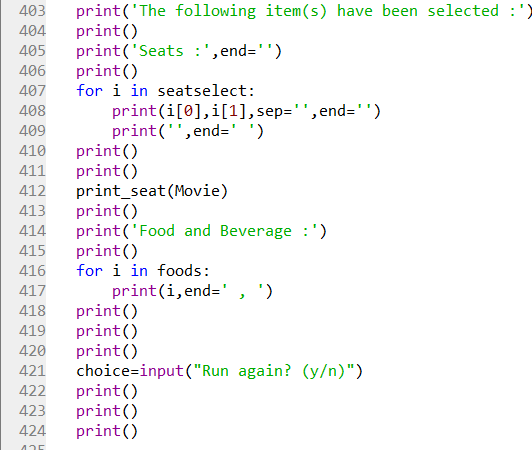 403 print('The following item(s) have been selected :')
404 print()
405 print('Seats :',end='')
406 print()
407 for i in seatselect:
408 print(i[0],i[1],sep='',end='')
409 print('',end=' ')
410 print()
411 print()
412 print_seat(Movie)
413 print()
414 print('Food and Beverage :')
415 print()
416 for i in foods:
417 print(i,end=' , ')
418 print()
419 print()
420 print()
421 choice=input("Run again? (y/n)")
422 print()
423 print()
424 print()